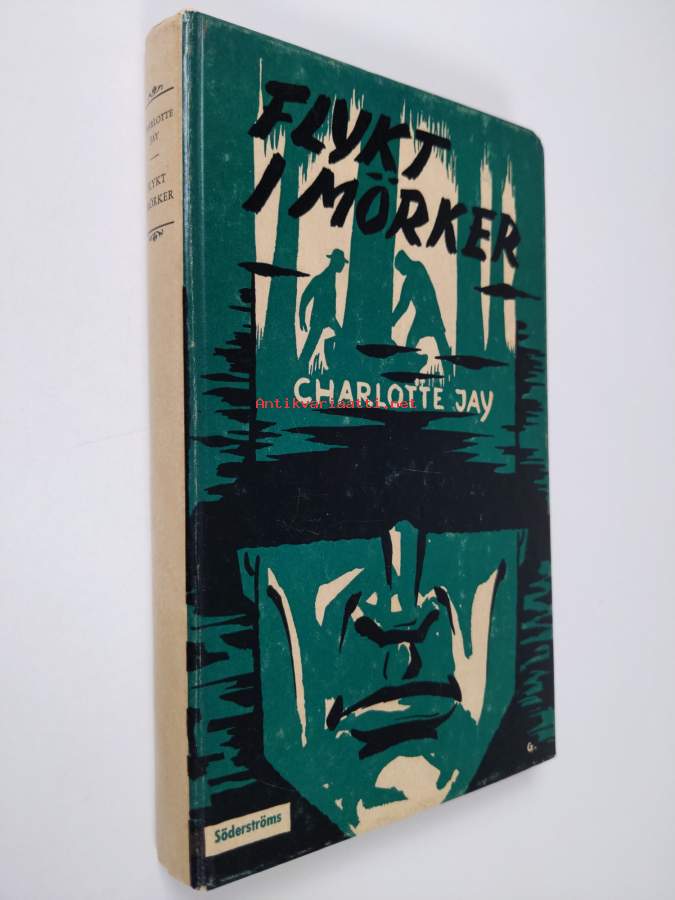 CHARLOTTE
JAY
FLYKT
I MÖRKER
FLYKT
I MÖRKER
CHARLOTTE JAY
Antikvariaatti.net
G.
Söderströms